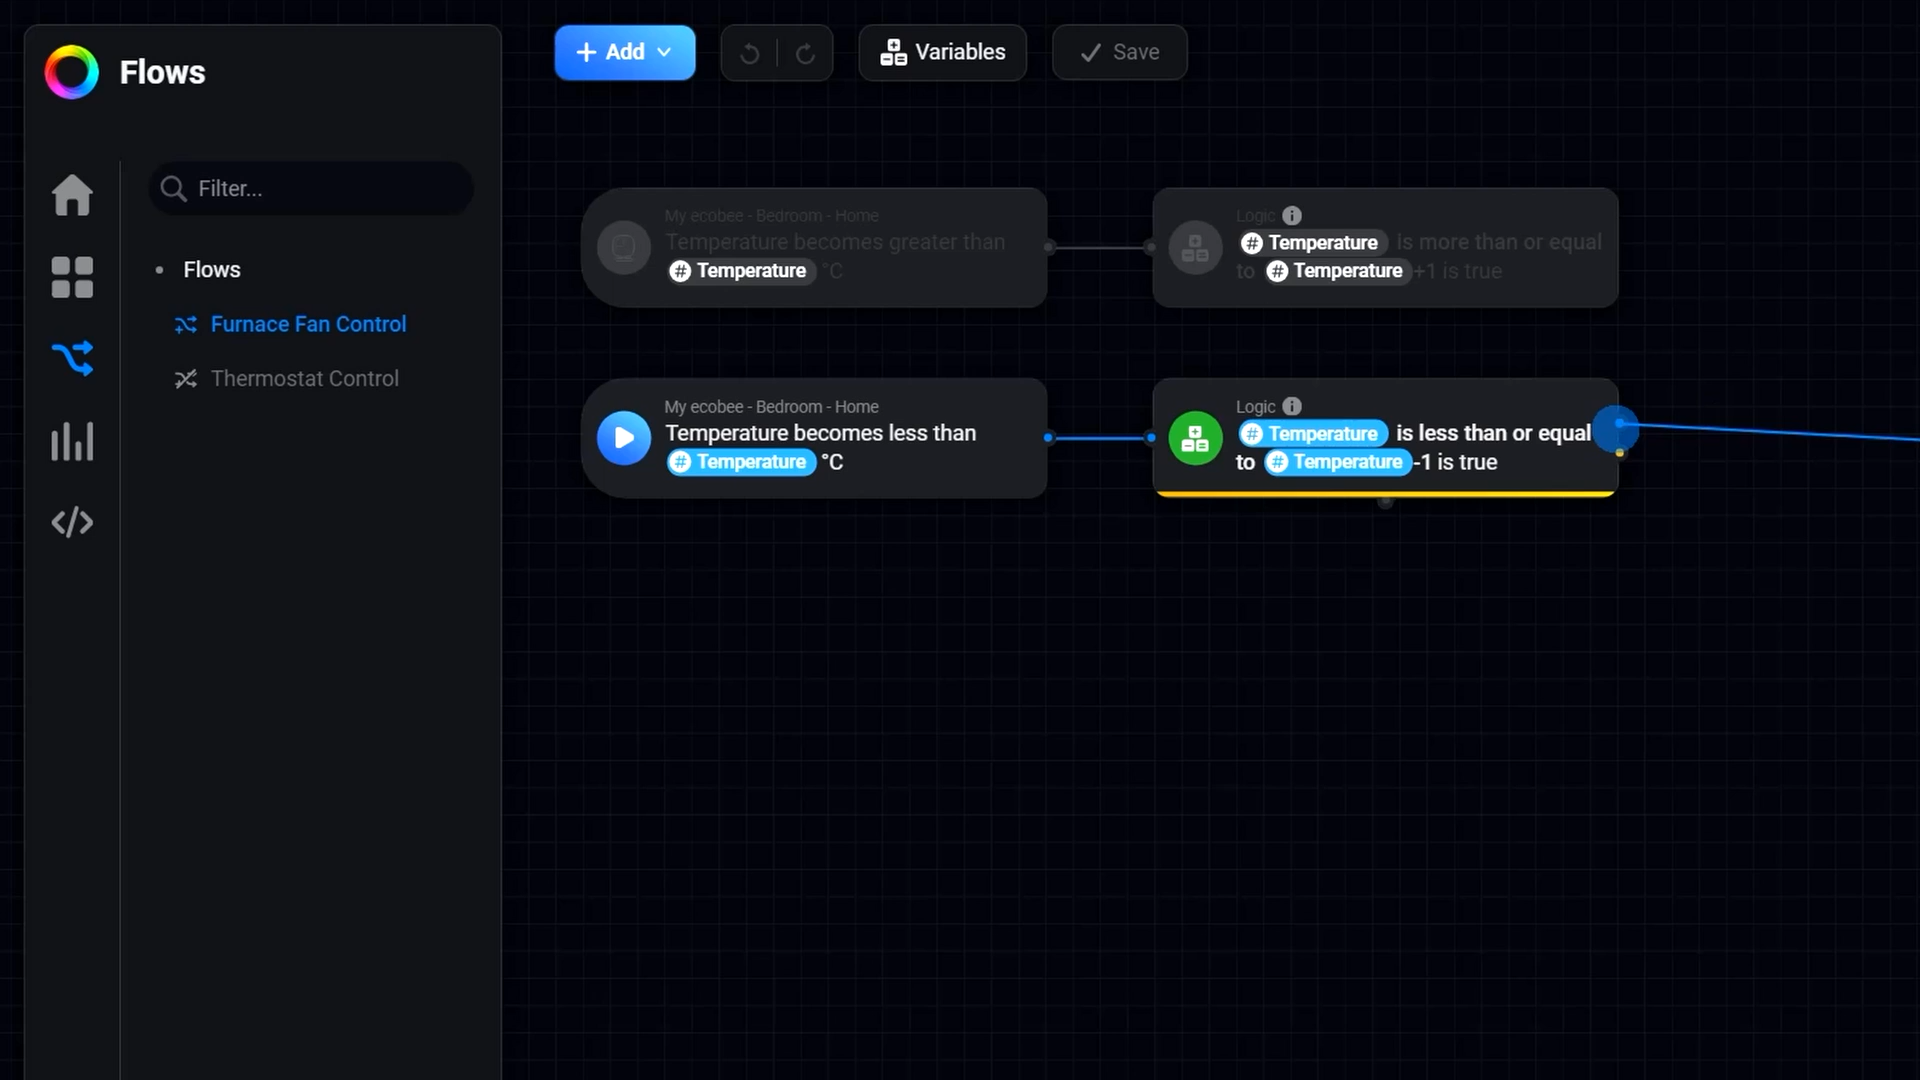 Flows
Add
Variables
Save
Filter...
Flows
Furnace Fan Control
Thermostat Control
My ecobee - Bedroom - Home
Temperature becomes greater than
# Temperature °C
Logic i
# Temperature is more than or equal
to # Temperature +1 is true
My ecobee - Bedroom - Home
Temperature becomes less than
# Temperature °C
Logic i
# Temperature is less than or equal
to # Temperature -1 is true